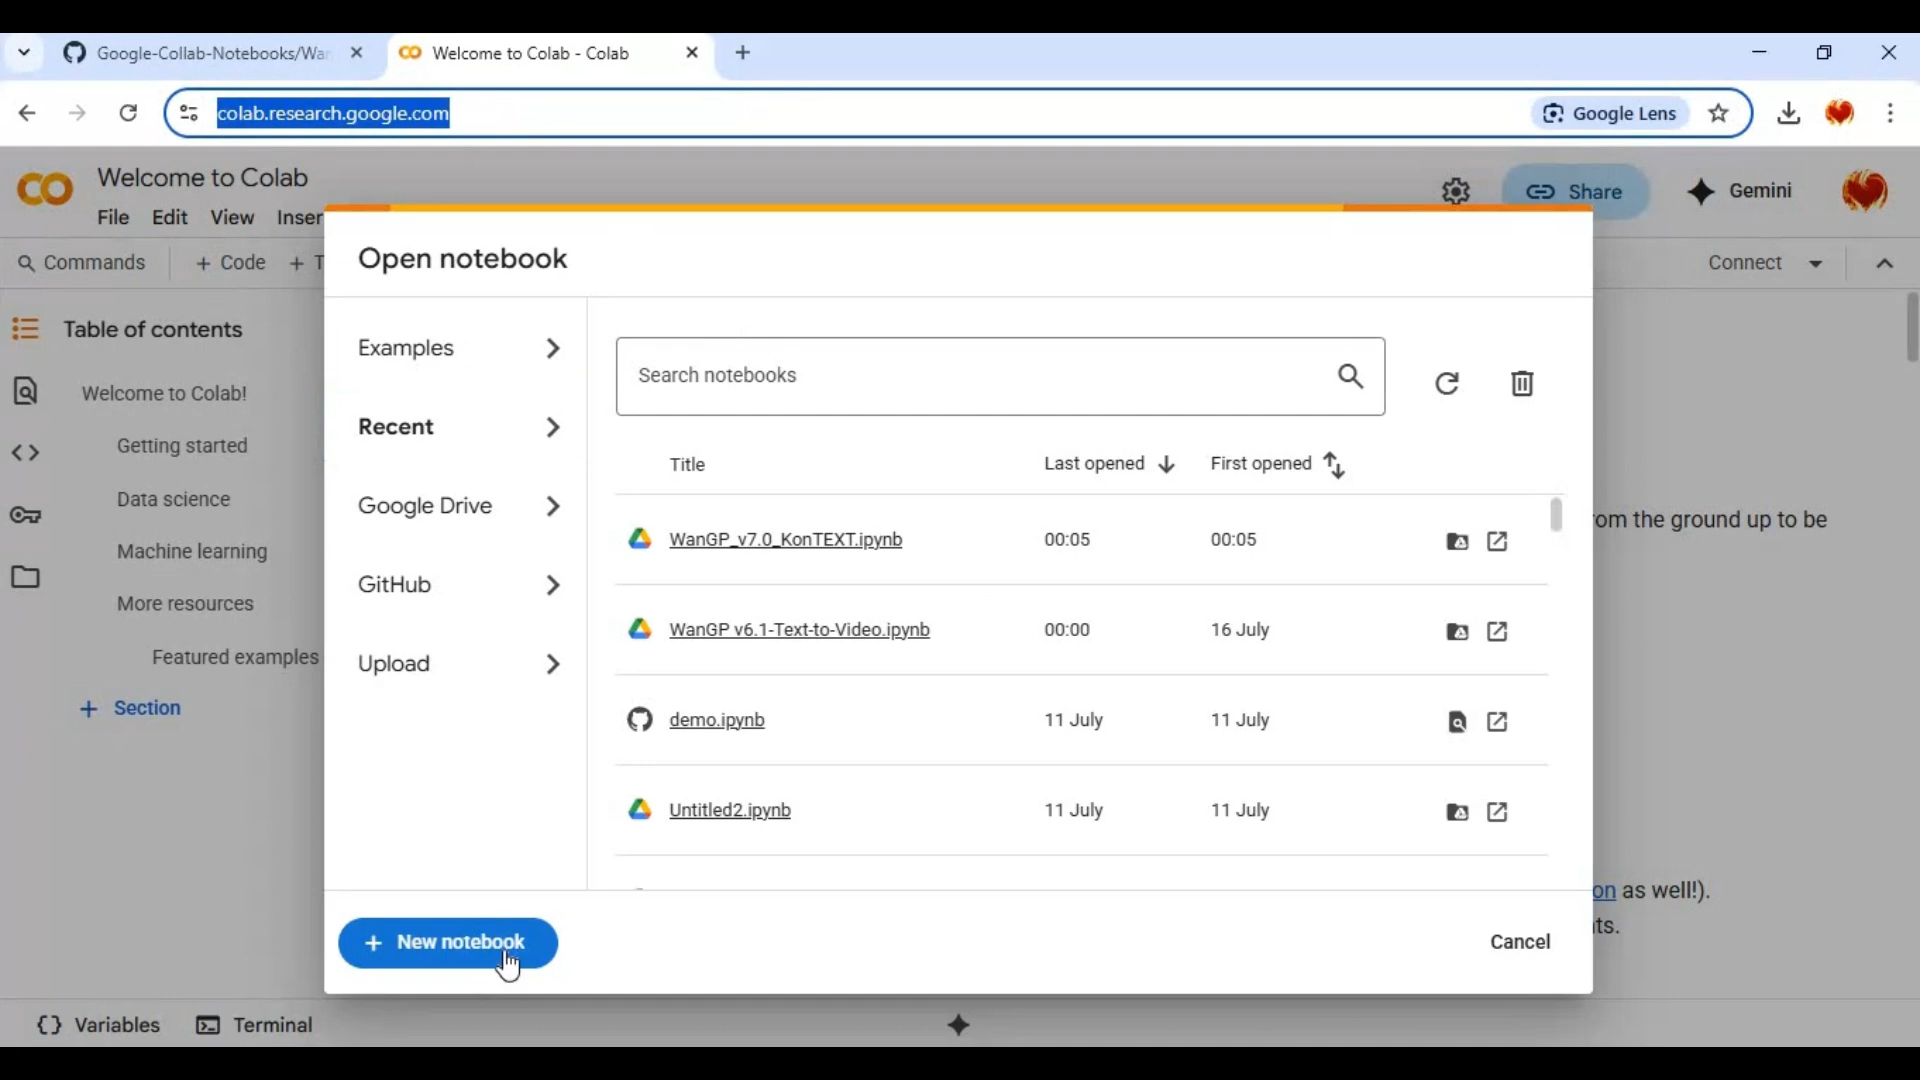 Google-Collab-Notebooks/Wan
Welcome to Colab - Colab
colab.research.google.com
Google Lens
Welcome to Colab
Share
Gemini
File Edit View Inser
Commands
+ Code + T
Connect
Open notebook
Table of contents
Welcome to Colab!
Getting started
Data science
Machine learning
More resources
Featured examples
+ Section
Examples
Recent
Google Drive
GitHub
Upload
Search notebooks
Title Last opened First opened
WanGP_v7.0_KonTEXT.ipynb 00:05 00:05
WanGP v6.1-Text-to-Video.ipynb 00:00 16 July
demo.ipynb 11 July 11 July
Untitled2.ipynb 11 July 11 July
om the ground up to be
on as well!).
ts.
+ New notebook
Cancel
{} Variables
Terminal